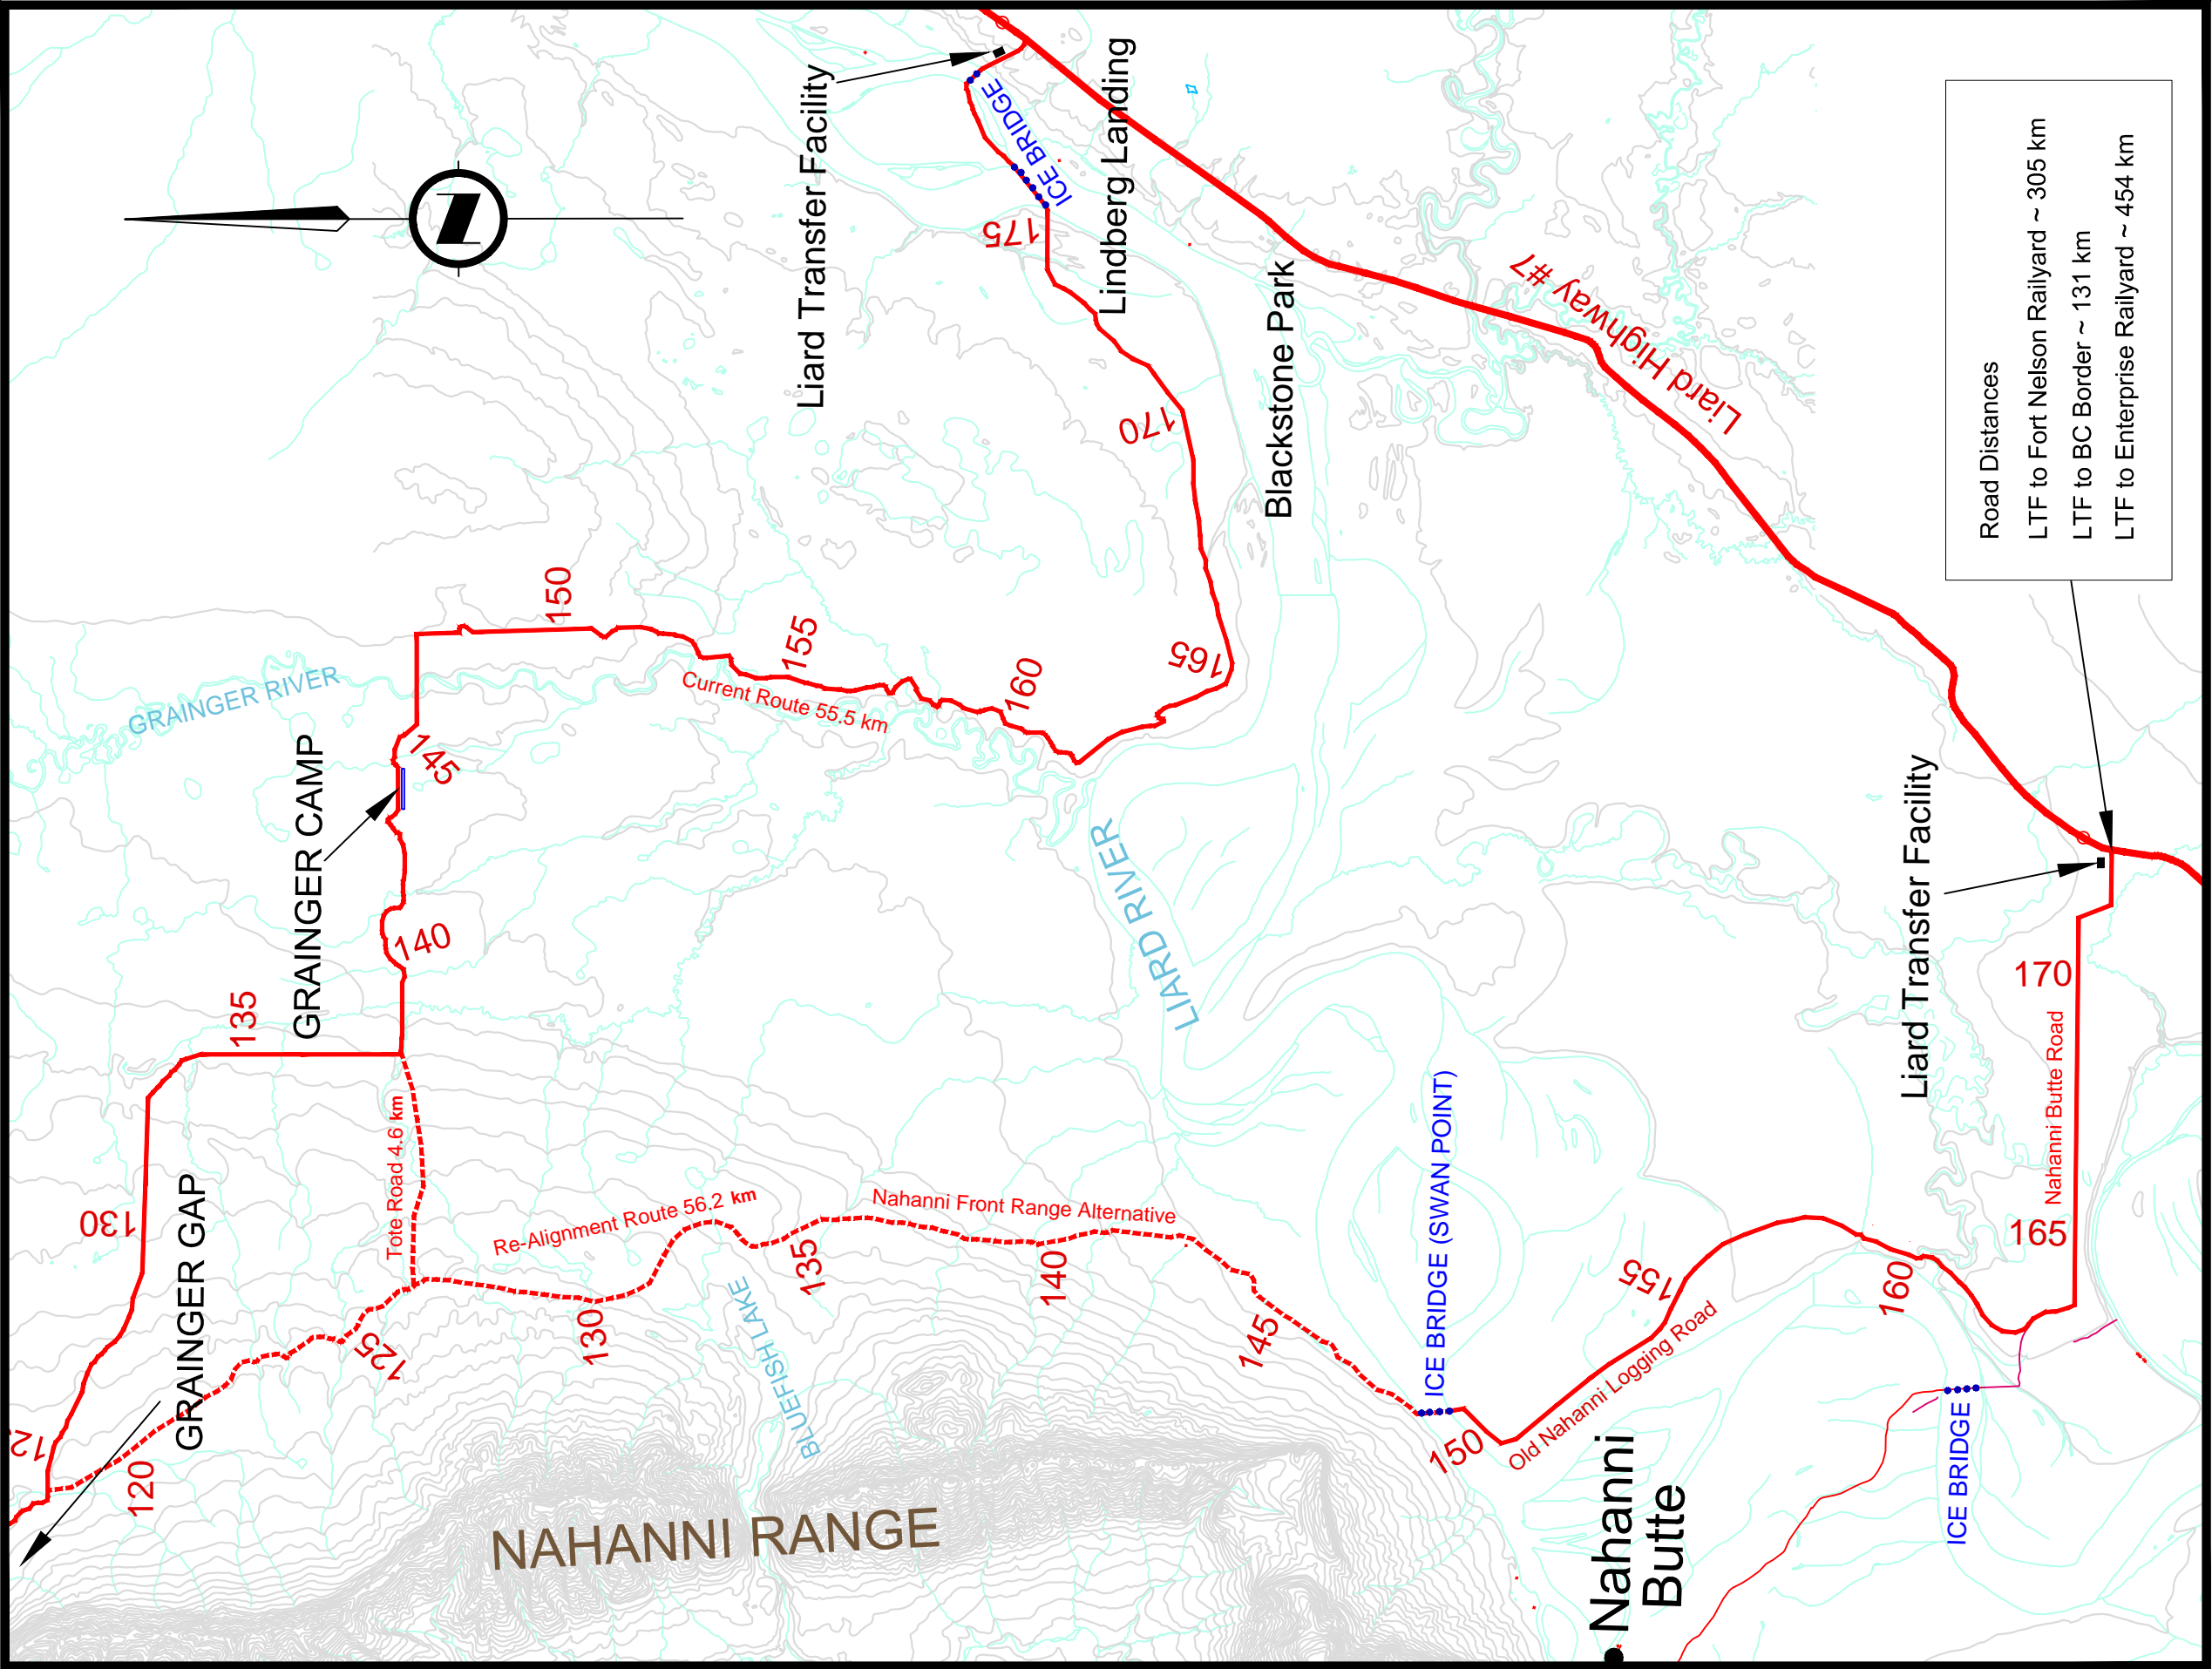 Liard Transfer Facility
ICE BRIDGE
ICE BRIDGE
Lindberg Landing
175
Blackstone Park
Liard Highway #7
170
165
160
155
150
Current Route 55.5 km
GRAINGER RIVER
GRAINGER CAMP
145
140
135
130
GRAINGER GAP
12
120
125
Tote Road 4.6 km
Re-Alignment Route 56.2 km
130
135
Nahanni Front Range Alternative
140
145
BLUEFISH LAKE
NAHANNI RANGE
LIARD RIVER
ICE BRIDGE (SWAN POINT)
150
Old Nahanni Logging Road
155
160
165
170
Nahanni Butte Road
Nahanni
Butte
Liard Transfer Facility
Road Distances
LTF to Fort Nelson Railyard ~ 305 km
LTF to BC Border ~ 131 km
LTF to Enterprise Railyard ~ 454 km